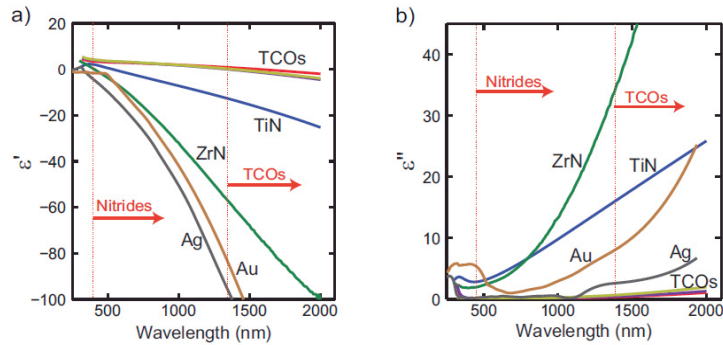 a)
20
0
−20
−40
−60
−80
−100
ε'
TCOs
TiN
ZrN
TCOs
Nitrides
Ag
Au
500
1000
1500
2000
Wavelength (nm)
b)
40
30
20
10
0
ε"
Nitrides
TCOs
ZrN
TiN
Au
Ag
TCOs
500
1000
1500
2000
Wavelength (nm)